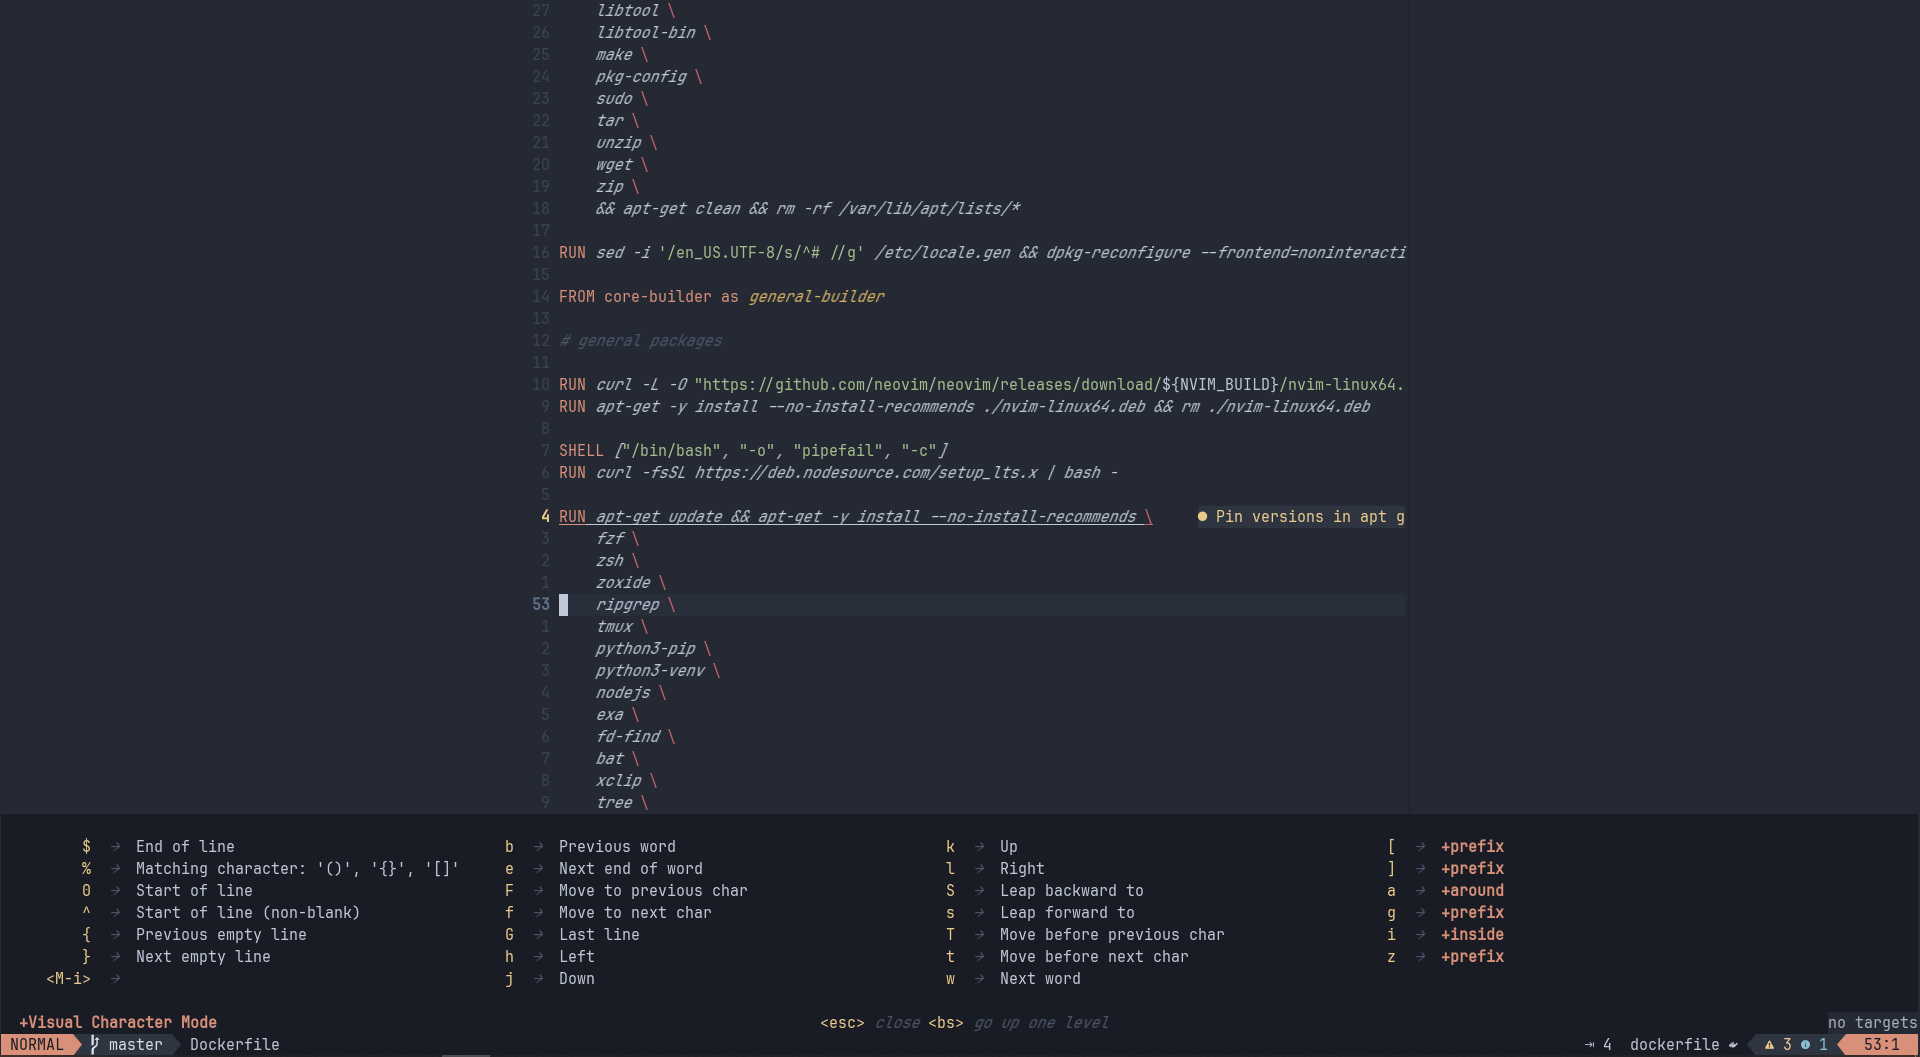 27 libtool \
26 libtool-bin \
25 make \
24 pkg-config \
23 sudo \
22 tar \
21 unzip \
20 wget \
19 zip \
18 && apt-get clean && rm -rf /var/lib/apt/lists/*
17
16 RUN sed -i '/en_US.UTF-8/s/^# //g' /etc/locale.gen && dpkg-reconfigure --frontend=noninteracti
15
14 FROM core-builder as general-builder
13
12 # general packages
11
10 RUN curl -L -O "https://github.com/neovim/neovim/releases/download/${NVIM_BUILD}/nvim-linux64.
9 RUN apt-get -y install --no-install-recommends ./nvim-linux64.deb && rm ./nvim-linux64.deb
8
7 SHELL ["/bin/bash", "-o", "pipefail", "-c"]
6 RUN curl -fsSL https://deb.nodesource.com/setup_lts.x | bash -
5
4 RUN apt-get update && apt-get -y install --no-install-recommends \ ● Pin versions in apt g
3 fzf \
2 zsh \
1 zoxide \
53 ripgrep \
1 tmux \
2 python3-pip \
3 python3-venv \
4 nodejs \
5 exa \
6 fd-find \
7 bat \
8 xclip \
9 tree \
$ → End of line b → Previous word k → Up [ → +prefix
% → Matching character: '()', '{}', '[]' e → Next end of word l → Right ] → +prefix
0 → Start of line F → Move to previous char S → Leap backward to a → +around
^ → Start of line (non-blank) f → Move to next char s → Leap forward to g → +prefix
{ → Previous empty line G → Last line T → Move before previous char i → +inside
} → Next empty line h → Left t → Move before next char z → +prefix
<M-i> → j → Down w → Next word
+Visual Character Mode <esc> close <bs> go up one level no targets
NORMAL master Dockerfile ⇥ 4 dockerfile 3 1 53:1